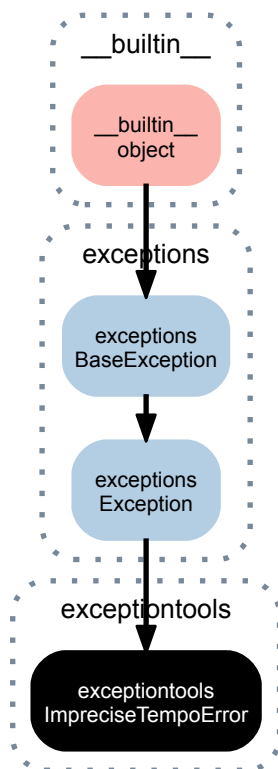 __builtin__
__builtin__
object
exceptions
exceptions
BaseException
exceptions
Exception
exceptiontools
exceptiontools
ImpreciseTempoError